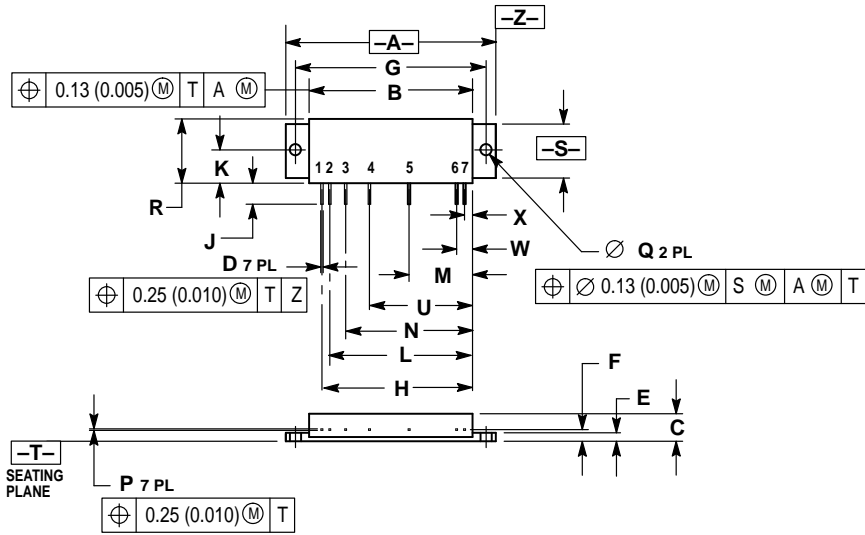 –Z–
–A–
G
⌖ 0.13 (0.005) Ⓜ T A Ⓜ
B
–S–
K
1 2 3 4 5 6 7
R
J
X
W
D 7 PL
M
∅ Q 2 PL
⌖ 0.25 (0.010) Ⓜ T Z
⌖ ∅ 0.13 (0.005) Ⓜ S Ⓜ A Ⓜ T
U
N
L
H
F
E
C
–T–
SEATING
PLANE
P 7 PL
⌖ 0.25 (0.010) Ⓜ T